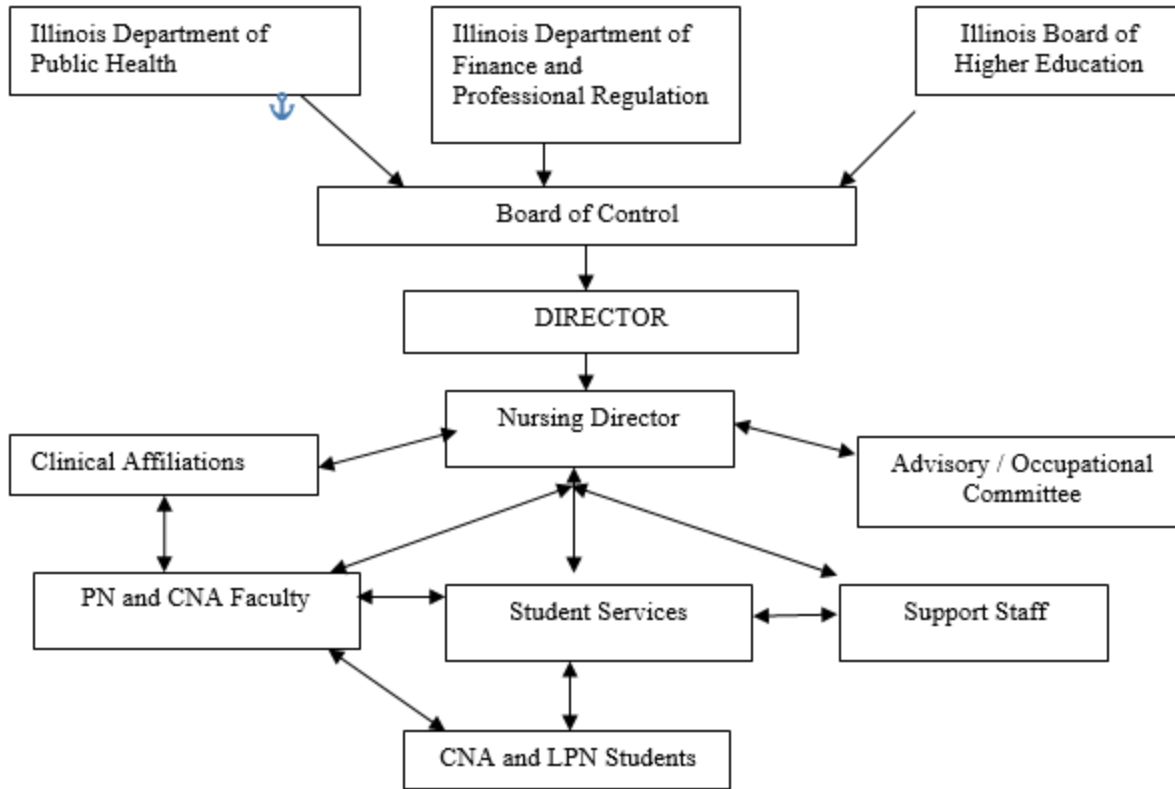 Illinois Department of
Public Health
Illinois Department of
Finance and
Professional Regulation
Illinois Board of
Higher Education
Board of Control
DIRECTOR
Nursing Director
Clinical Affiliations
Advisory / Occupational
Committee
PN and CNA Faculty
Student Services
Support Staff
CNA and LPN Students